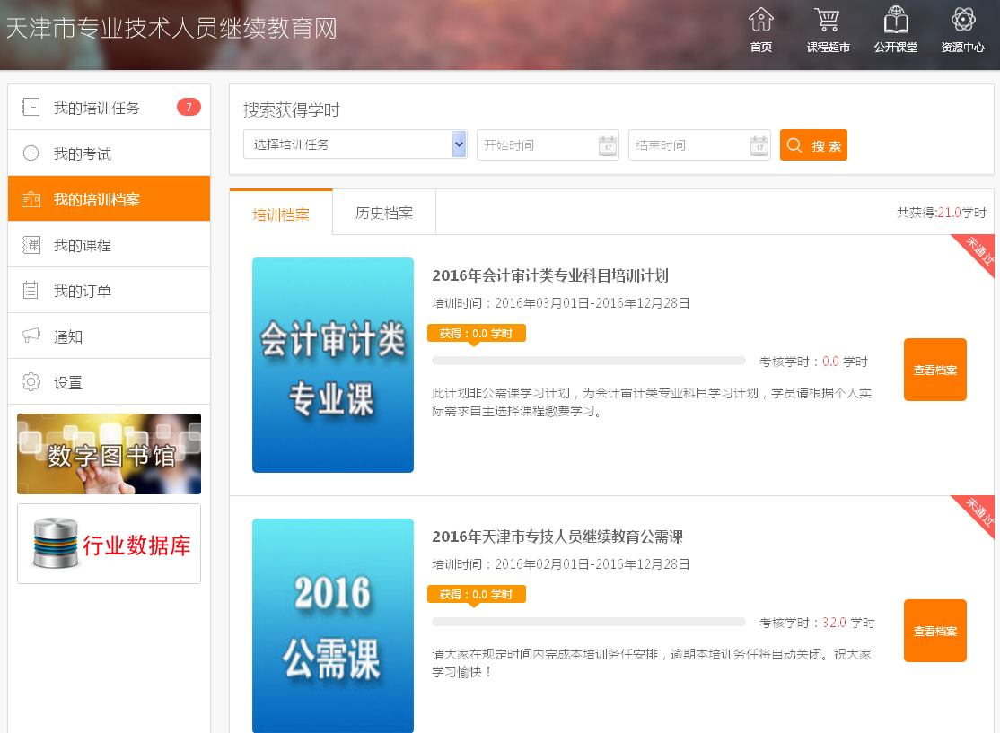 天津市专业技术人员继续教育网
首页
课程超市
公开课堂
资源中心
我的培训任务
7
我的考试
我的培训档案
课
我的课程
我的订单
通知
设置
数字图书馆
行业数据库
搜索获得学时
选择培训任务
开始时间
17
结束时间
17
搜 索
培训档案
历史档案
共获得:21.0学时
未通过
会计审计类
专业课
2016年会计审计类专业科目培训计划
培训时间：2016年03月01日-2016年12月28日
获得：0.0 学时
考核学时：0.0 学时
查看档案
此计划非公需课学习计划，为会计审计类专业科目学习计划，学员请根据个人实
际需求自主选择课程缴费学习。
未通过
2016
公需课
2016年天津市专技人员继续教育公需课
培训时间：2016年02月01日-2016年12月28日
获得：0.0 学时
考核学时：32.0 学时
查看档案
请大家在规定时间内完成本培训务任安排，逾期本培训务任将自动关闭。祝大家
学习愉快！